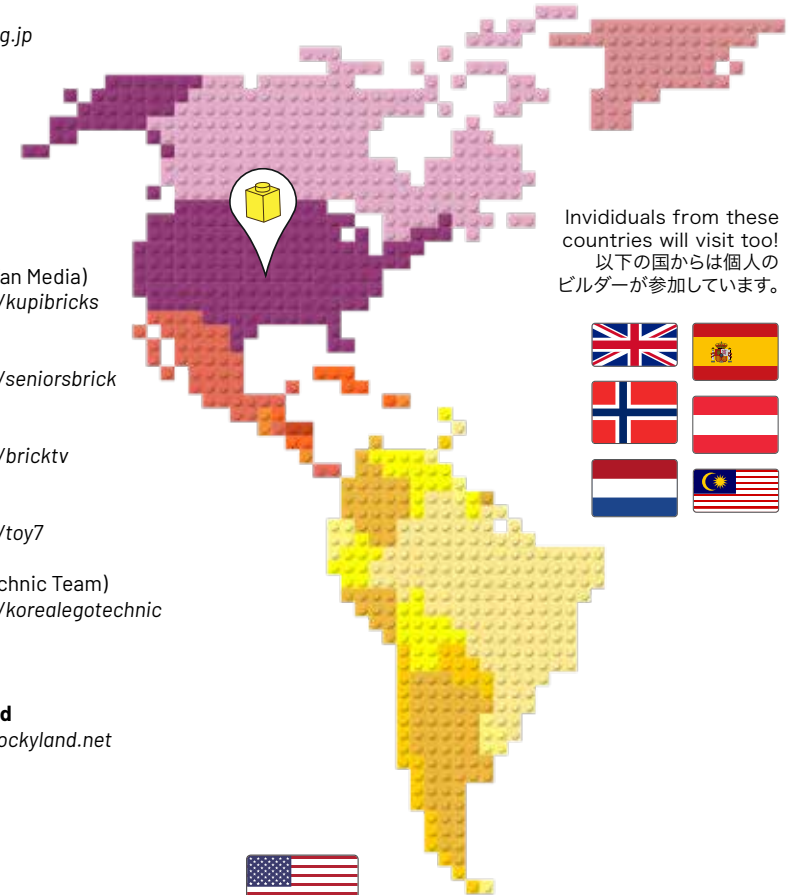 g.jp
an Media)
/kupibricks
/seniorsbrick
/bricktv
/toy7
chnic Team)
/korealegotechnic
d
ockyland.net
Invididuals from these
countries will visit too!
以下の国からは個人の
ビルダーが参加しています。